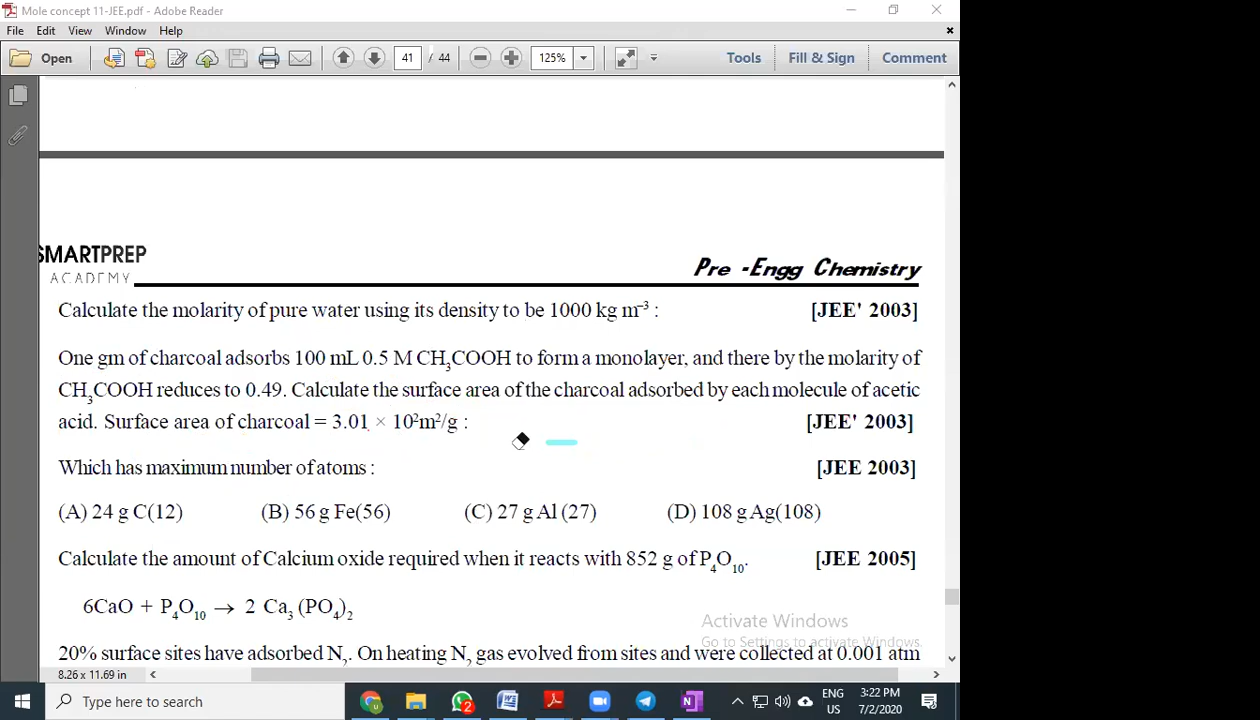 Mole concept 11-JEE.pdf - Adobe Reader
File Edit View Window Help
Open 41 / 44 125% Tools Fill & Sign Comment
SMARTPREP
ACADEMY
Pre -Engg Chemistry
Calculate the molarity of pure water using its density to be 1000 kg m⁻³ : [JEE' 2003]
One gm of charcoal adsorbs 100 mL 0.5 M CH₃COOH to form a monolayer, and there by the molarity of
CH₃COOH reduces to 0.49. Calculate the surface area of the charcoal adsorbed by each molecule of acetic
acid. Surface area of charcoal = 3.01 × 10²m²/g : [JEE' 2003]
Which has maximum number of atoms : [JEE 2003]
(A) 24 g C(12) (B) 56 g Fe(56) (C) 27 g Al (27) (D) 108 g Ag(108)
Calculate the amount of Calcium oxide required when it reacts with 852 g of P₄O₁₀. [JEE 2005]
6CaO + P₄O₁₀ → 2 Ca₃ (PO₄)₂
Activate Windows
Go to Settings to activate Windows.
20% surface sites have adsorbed N₂. On heating N₂ gas evolved from sites and were collected at 0.001 atm
8.26 x 11.69 in
Type here to search
2
ENG
US
3:22 PM
7/2/2020